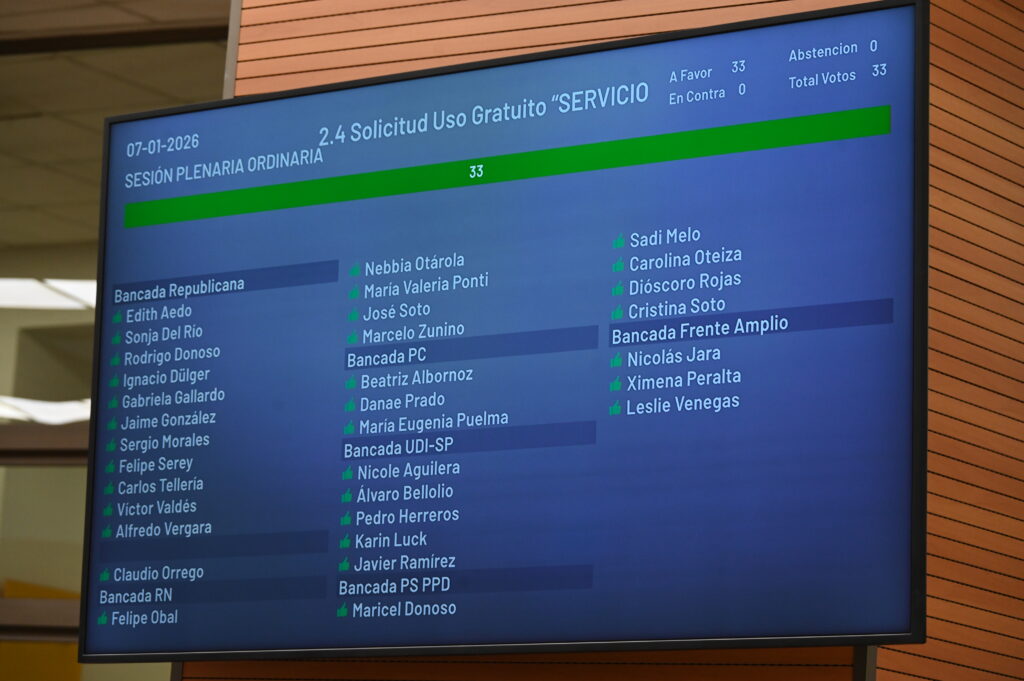 07-01-2026
SESIÓN PLENARIA ORDINARIA
2.4 Solicitud Uso Gratuito “SERVICIO
A Favor 33
En Contra 0
Abstencion 0
Total Votos 33
33
Bancada Republicana
Edith Aedo
Sonja Del Río
Rodrigo Donoso
Ignacio Dülger
Gabriela Gallardo
Jaime González
Sergio Morales
Felipe Serey
Carlos Tellería
Víctor Valdés
Alfredo Vergara
Claudio Orrego
Bancada RN
Felipe Obal
Nebbia Otárola
María Valeria Ponti
José Soto
Marcelo Zunino
Bancada PC
Beatriz Albornoz
Danae Prado
María Eugenia Puelma
Bancada UDI-SP
Nicole Aguilera
Álvaro Bellolio
Pedro Herreros
Karin Luck
Javier Ramírez
Bancada PS PPD
Maricel Donoso
Sadi Melo
Carolina Oteiza
Dióscoro Rojas
Cristina Soto
Bancada Frente Amplio
Nicolás Jara
Ximena Peralta
Leslie Venegas